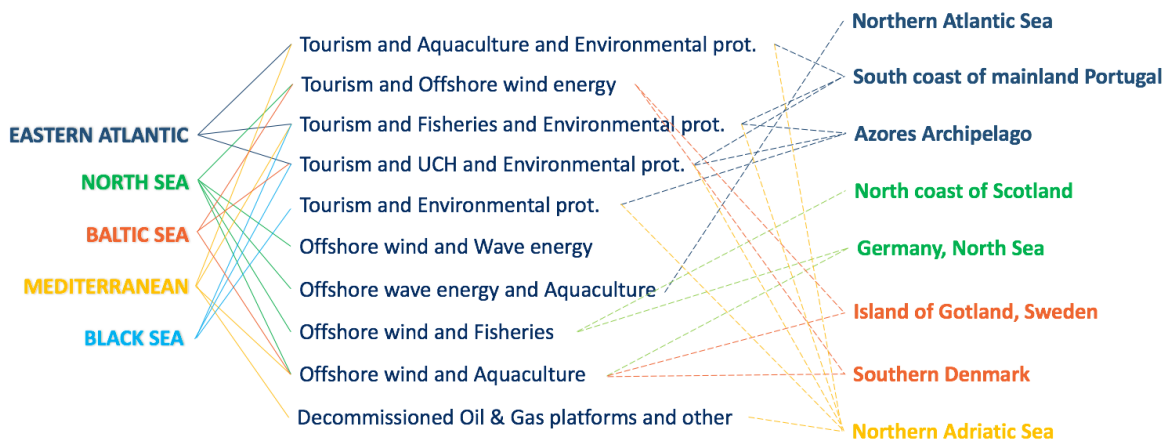 EASTERN ATLANTIC
NORTH SEA
BALTIC SEA
MEDITERRANEAN
BLACK SEA
Tourism and Aquaculture and Environmental prot.
Tourism and Offshore wind energy
Tourism and Fisheries and Environmental prot.
Tourism and UCH and Environmental prot.
Tourism and Environmental prot.
Offshore wind and Wave energy
Offshore wave energy and Aquaculture
Offshore wind and Fisheries
Offshore wind and Aquaculture
Decommissioned Oil & Gas platforms and other
Northern Atlantic Sea
South coast of mainland Portugal
Azores Archipelago
North coast of Scotland
Germany, North Sea
Island of Gotland, Sweden
Southern Denmark
Northern Adriatic Sea